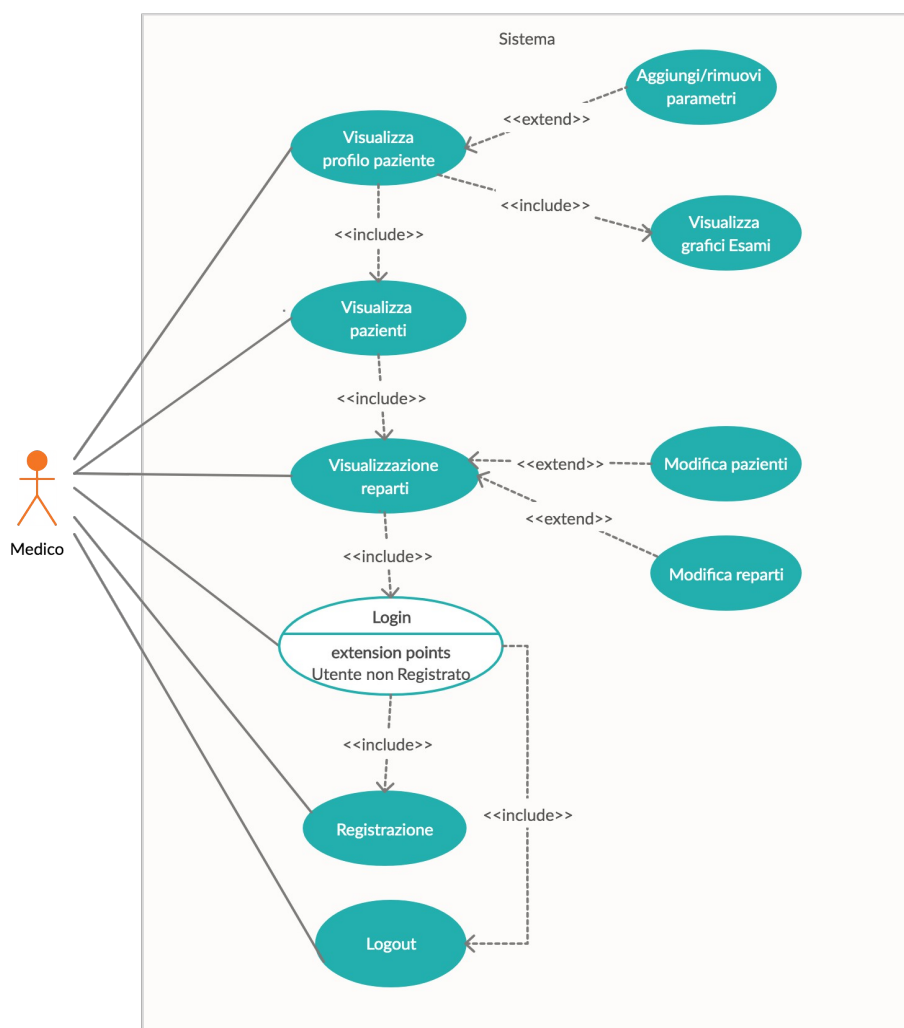 Sistema
Aggiungi/rimuovi
parametri
<<extend>>
Visualizza
profilo paziente
<<include>>
Visualizza
grafici Esami
<<include>>
Visualizza
pazienti
<<include>>
Visualizzazione
reparti
<<extend>>
Modifica pazienti
<<extend>>
Modifica reparti
Medico
<<include>>
Login
extension points
Utente non Registrato
<<include>>
<<include>>
Registrazione
Logout